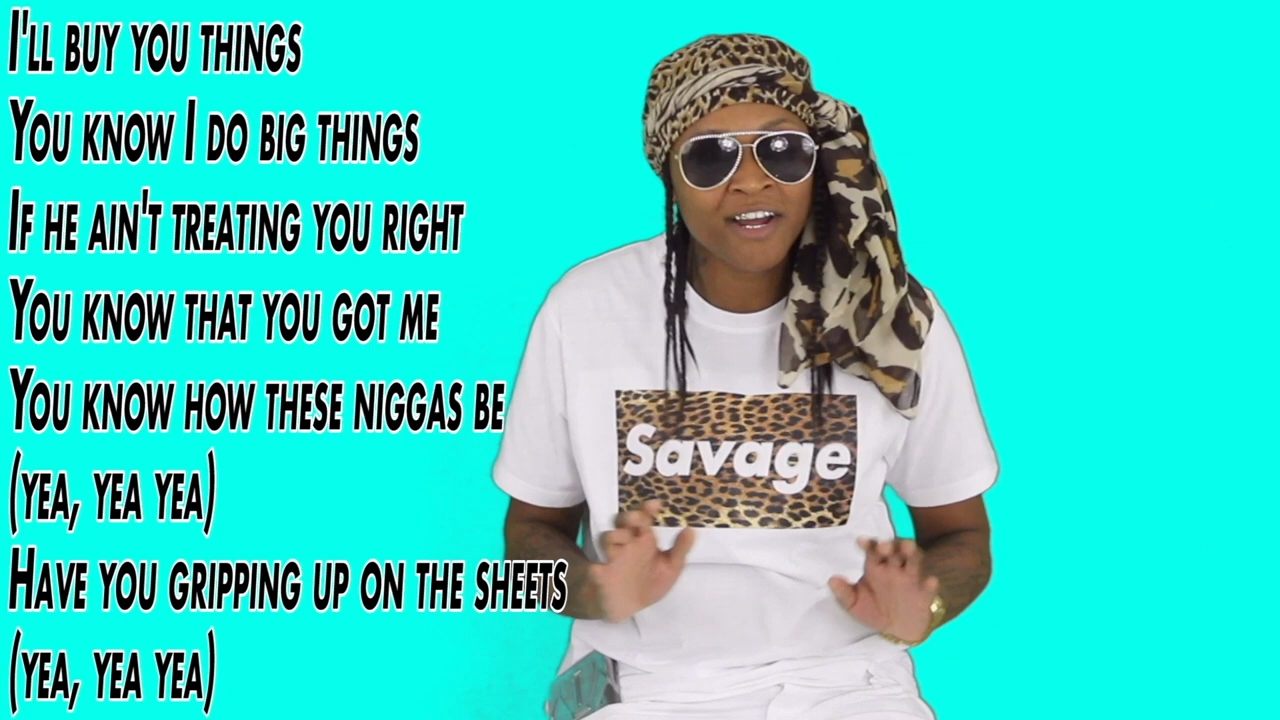 I'll buy you things
You know I do big things
If he ain't treating you right
You know that you got me
You know how these niggas be
(yea, yea yea)
Have you gripping up on the sheets
(yea, yea yea)
Savage